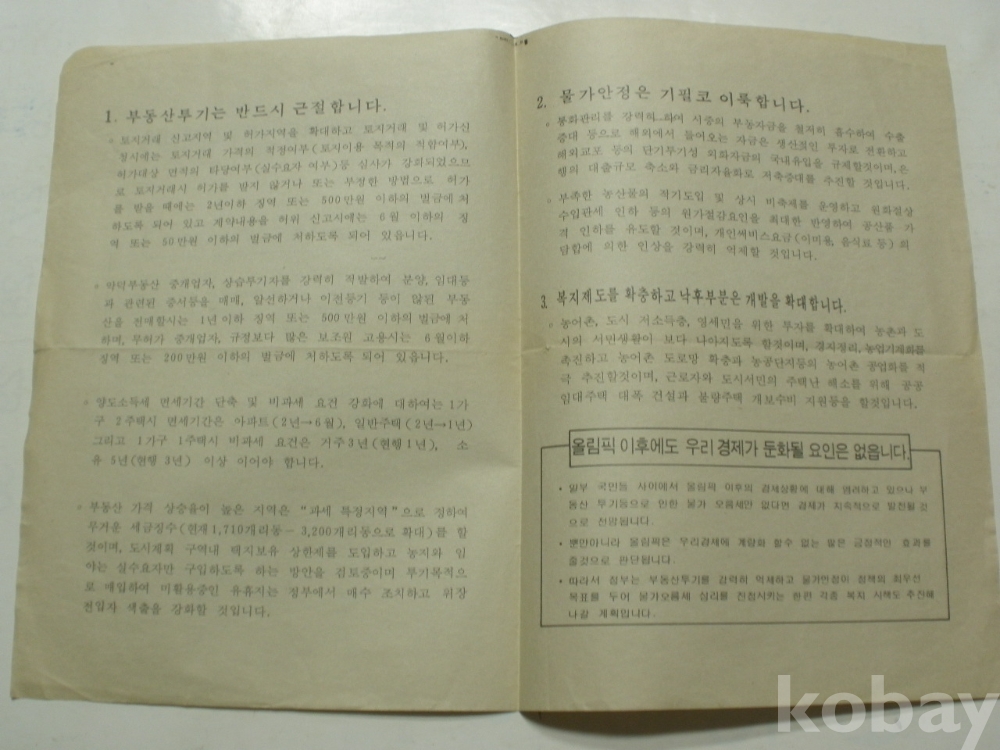 1. 부동산투기는 반드시 근절합니다.
◦ 토지거래 신고지역 및 허가지역을 확대하고 토지거래 및 허가신
청시에는 토지거래 가격의 적정여부(토지이용 목적의 적합여부),
허가대상 면적의 타당여부(실수요자 여부)등 심사가 강화되었으므
로 토지거래시 허가를 받지 않거나 또는 부정한 방법으로 허가
를 받을 때에는 2년이하 징역 또는 500만원 이하의 벌금에 처
하도록 되어 있고 계약내용을 허위 신고시에는 6월 이하의 징
역 또는 50만원 이하의 벌금에 처하도록 되어 있읍니다.
◦ 악덕부동산 중개업자, 상습투기자를 강력히 적발하여 분양, 임대등
과 관련된 증서등을 매매, 알선하거나 이전등기 등이 않된 부동
산을 전매할시는 1년이하 징역 또는 500만원 이하의 벌금에 처
하며, 무허가 중개업자, 규정보다 많은 보조원 고용시는 6월이하
징역 또는 200만원 이하의 벌금에 처하도록 되어 있읍니다.
◦ 양도소득세 면세기간 단축 및 비과세 요건 강화에 대하여는 1가
구 2주택시 면세기간은 아파트(2년→6월), 일반주택(2년→1년)
그리고 1가구 1주택시 비과세 요건은 거주3년(현행1년), 소
유 5년(현행 3년) 이상 이어야 합니다.
◦ 부동산 가격 상승율이 높은 지역은 "과세 특정지역"으로 정하여
무거운 세금징수(현재1,710개리동－3,200개리동으로 확대)를 할
것이며, 도시계획 구역내 택지보유 상한제를 도입하고 농지와 임
야는 실수요자만 구입하도록 하는 방안을 검토중이며 투기목적으
로 매입하여 미활용중인 유휴지는 정부에서 매수 조치하고 위장
전입자 색출을 강화할 것입니다.
2. 물가안정은 기필코 이룩합니다.
◦ 통화관리를 강력히 하여 시중의 부동자금을 철저히 흡수하여 수출
증대 등으로 해외에서 들어오는 자금은 생산적인 투자로 전환하고
해외교포 등의 단기투기성 외화자금의 국내유입을 규제할것이며, 은
행의 대출규모 축소와 금리자율화로 저축증대를 추진할 것입니다.
◦ 부족한 농산물의 적기도입 및 상시 비축제를 운영하고 원화절상
수입관세 인하 등의 원가절감요인을 최대한 반영하여 공산품 가
격 인하를 유도할 것이며, 개인써비스요금(이미용, 음식료 등)의
담합에 의한 인상을 강력히 억제할 것입니다.
3. 복지제도를 확충하고 낙후부분은 개발을 확대합니다.
◦ 농어촌, 도시 저소득층, 영세민을 위한 투자를 확대하여 농촌과 도
시의 서민생활이 보다 나아지도록 할것이며, 경지정리, 농업기계화를
촉진하고 농어촌 도로망 확충과 농공단지등의 농어촌 공업화를 적
극 추진할것이며, 근로자와 도시서민의 주택난 해소를 위해 공공
임대주택 대폭 건설과 불량주택 개보수비 지원등을 할것입니다.
올림픽 이후에도 우리 경제가 둔화될 요인은 없읍니다.
• 일부 국민들 사이에서 올림픽 이후의 경제상황에 대해 염려하고 있으나 부
동산 투기등으로 인한 물가 오름세만 없다면 경제가 지속적으로 발전될 것
으로 전망됩니다.
• 뿐만아니라 올림픽은 우리경제에 계량화 할수 없는 많은 긍정적인 효과를
줄것으로 판단됩니다.
• 따라서 정부는 부동산투기를 강력히 억제하고 물가안정이 정책의 최우선
목표를 두어 물가오름세 심리를 진정시키는 한편 각종 복지 시책도 추진해
나갈 계획입니다.
kobay